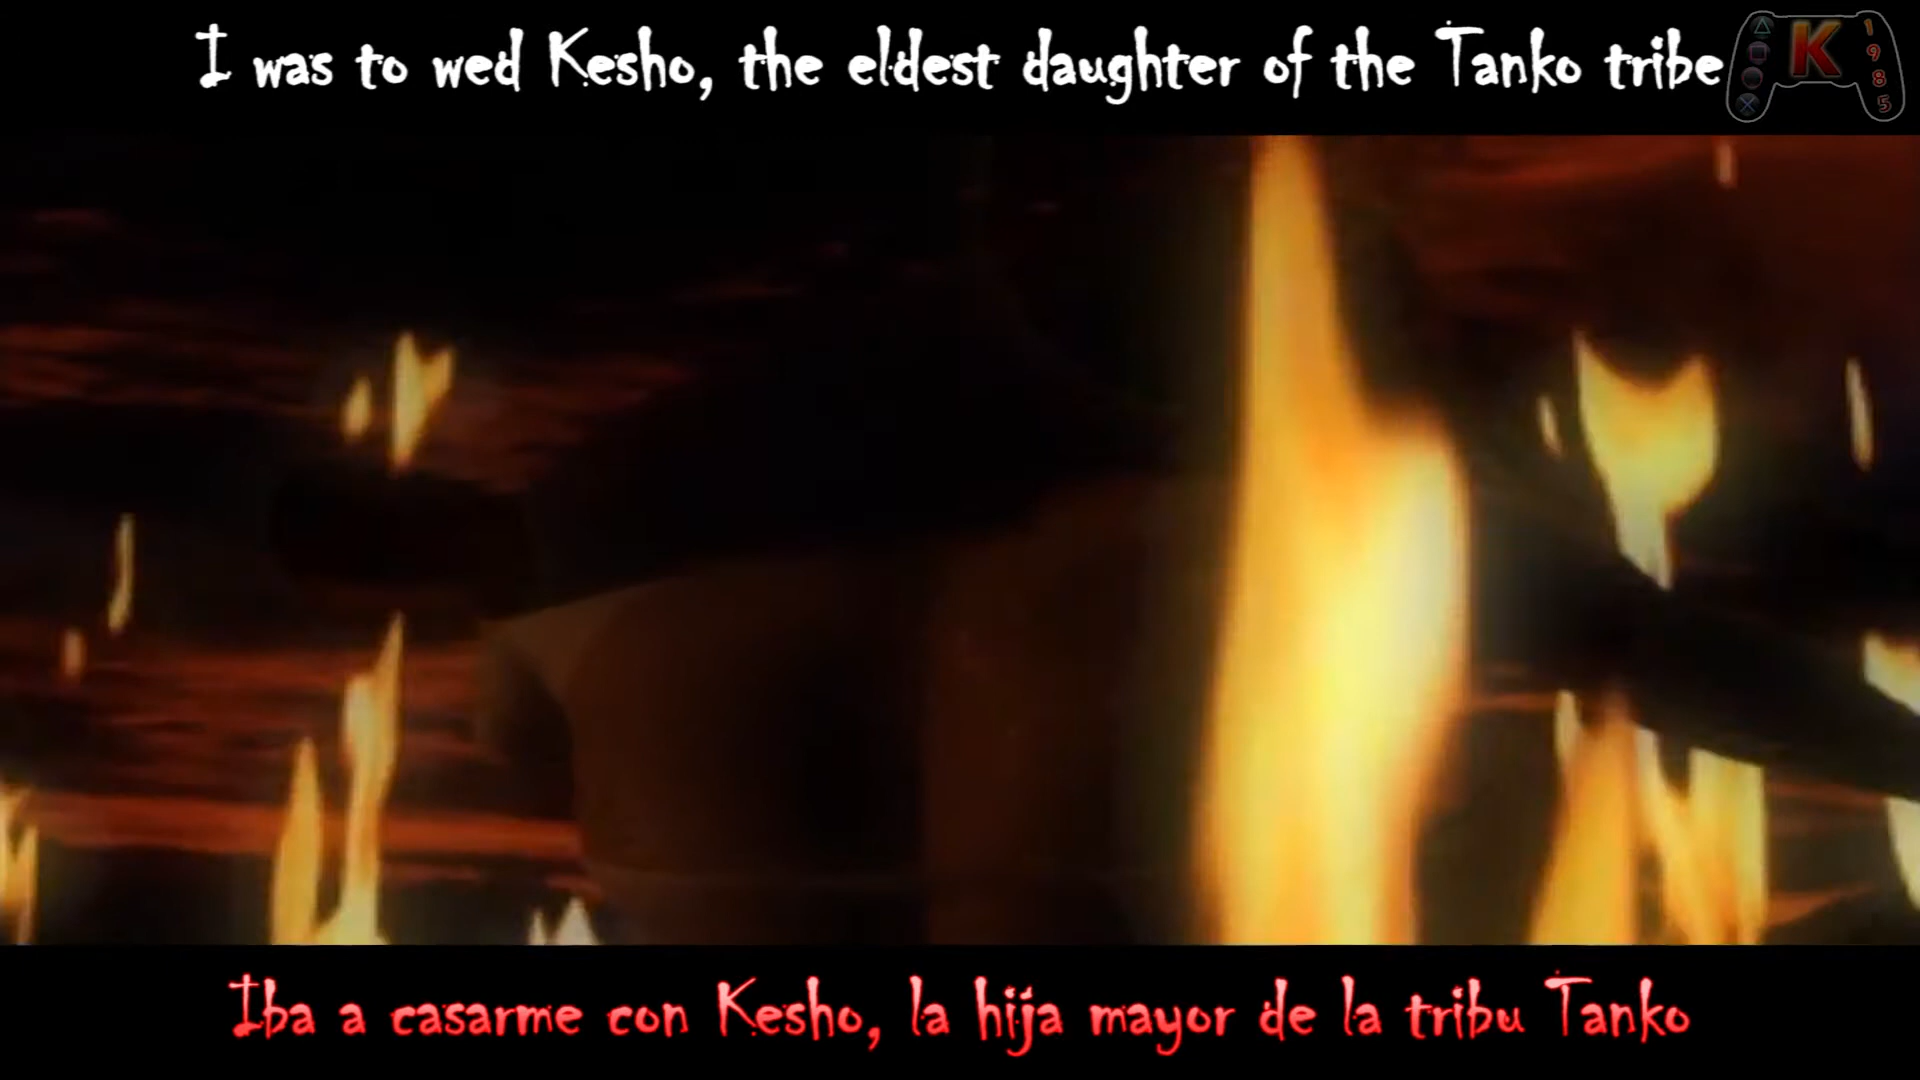 I was to wed Kesho, the eldest daughter of the Tanko tribe
K
1985
Iba a casarme con Kesho, la hija mayor de la tribu Tanko